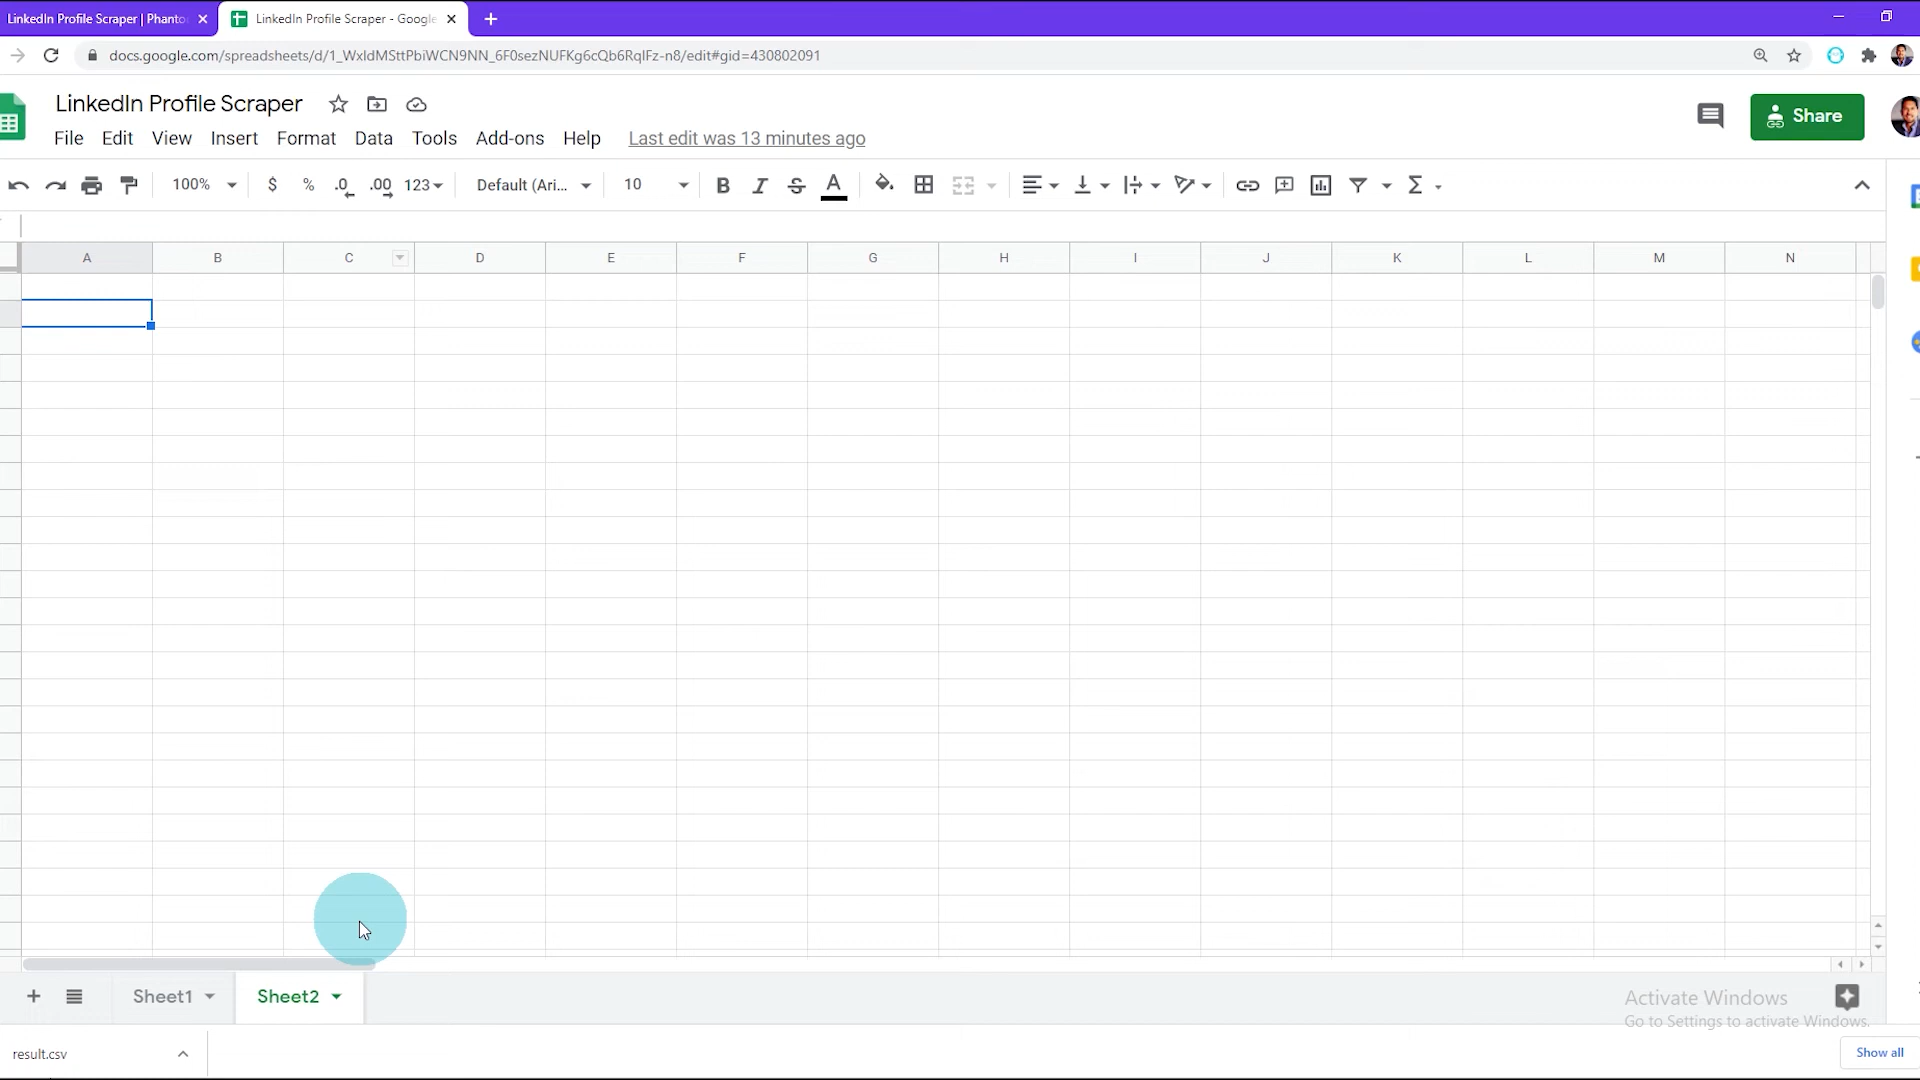 LinkedIn Profile Scraper | Phanto
LinkedIn Profile Scraper - Google
docs.google.com/spreadsheets/d/1_WxIdMSttPbiWCN9NN_6F0sezNUFKg6cQb6RqIFz-n8/edit#gid=430802091
LinkedIn Profile Scraper
Share
File Edit View Insert Format Data Tools Add-ons Help Last edit was 13 minutes ago
100% $ % .0 .00 123 Default (Ari... 10 B I S A Σ
A B C D E F G H I J K L M N
Sheet1 Sheet2
Activate Windows
Go to Settings to activate Windows.
result.csv
Show all